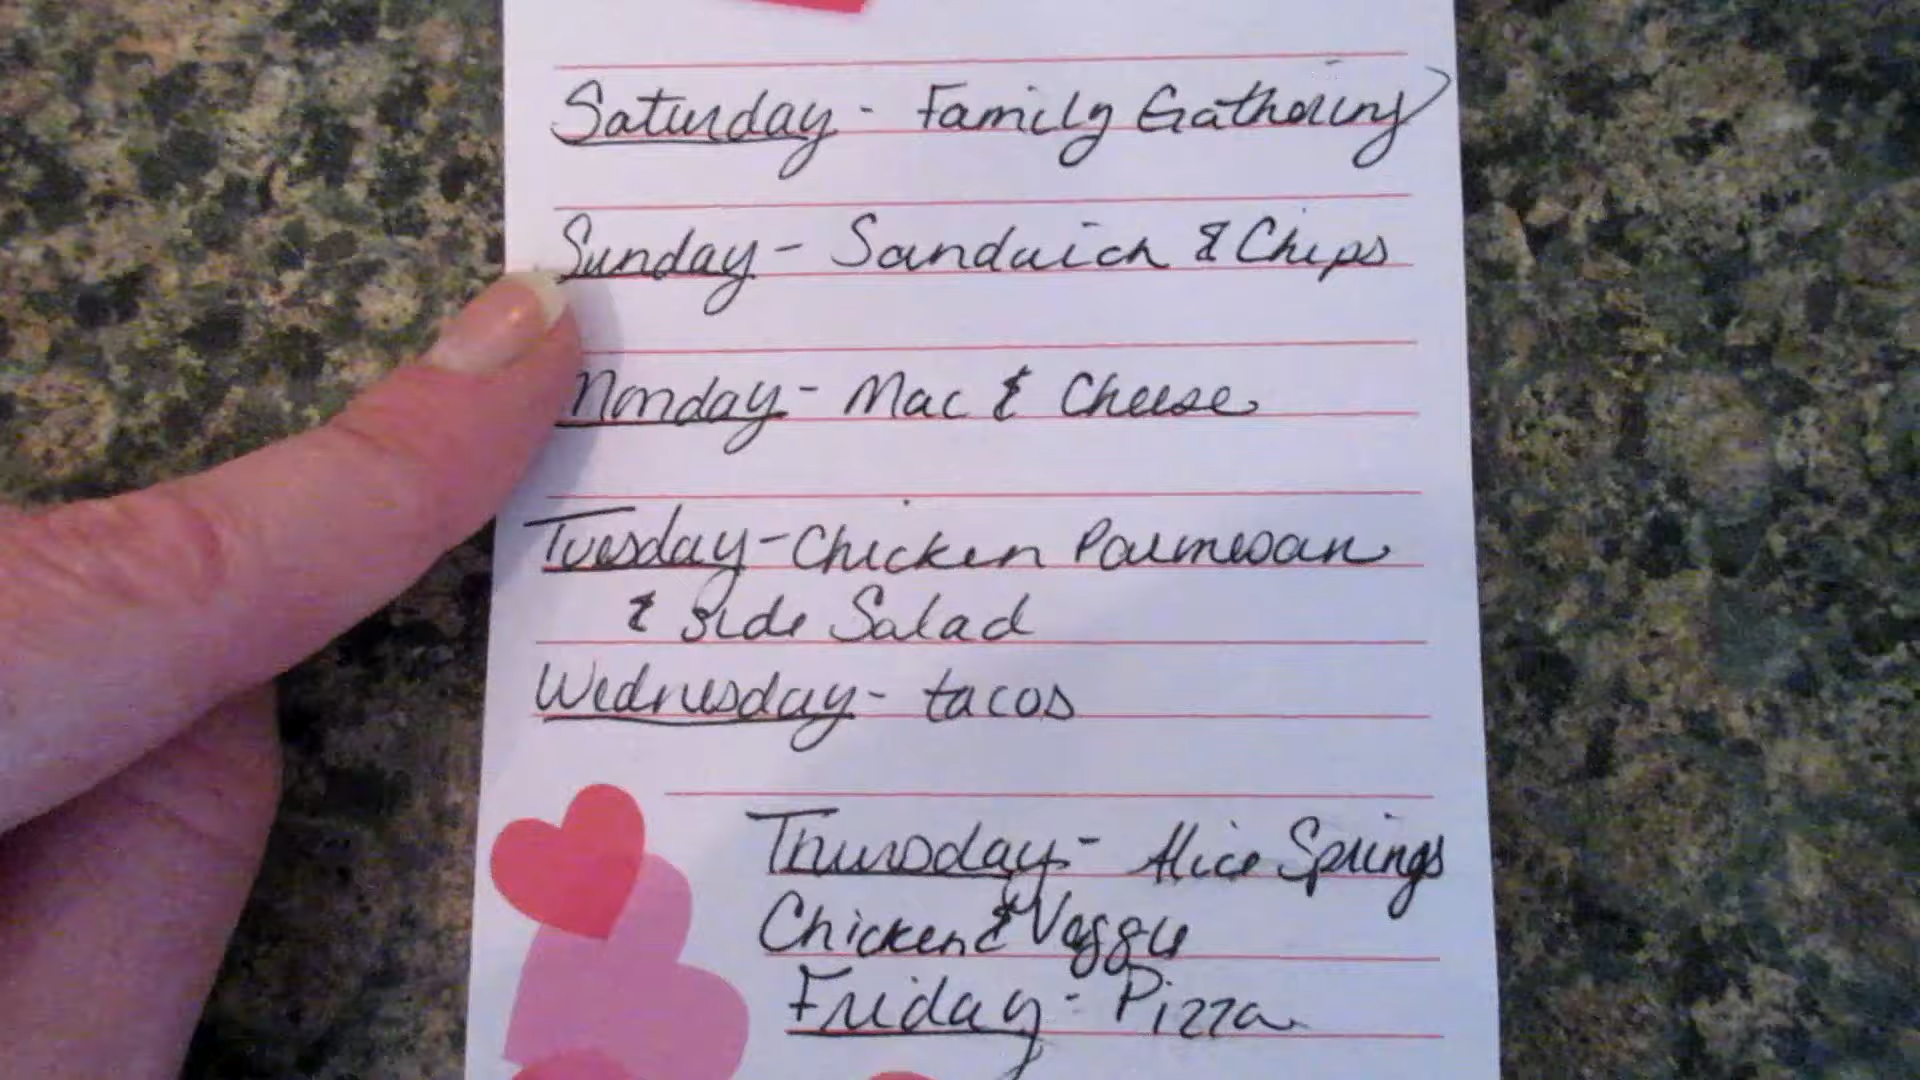 Saturday - Family Gathering
Sunday - Sandwich & Chips
Monday - Mac & Cheese
Tuesday - Chicken Parmesan
& side Salad
Wednesday - tacos
Thursday - Alice Springs
Chicken & Veggie
Friday - Pizza